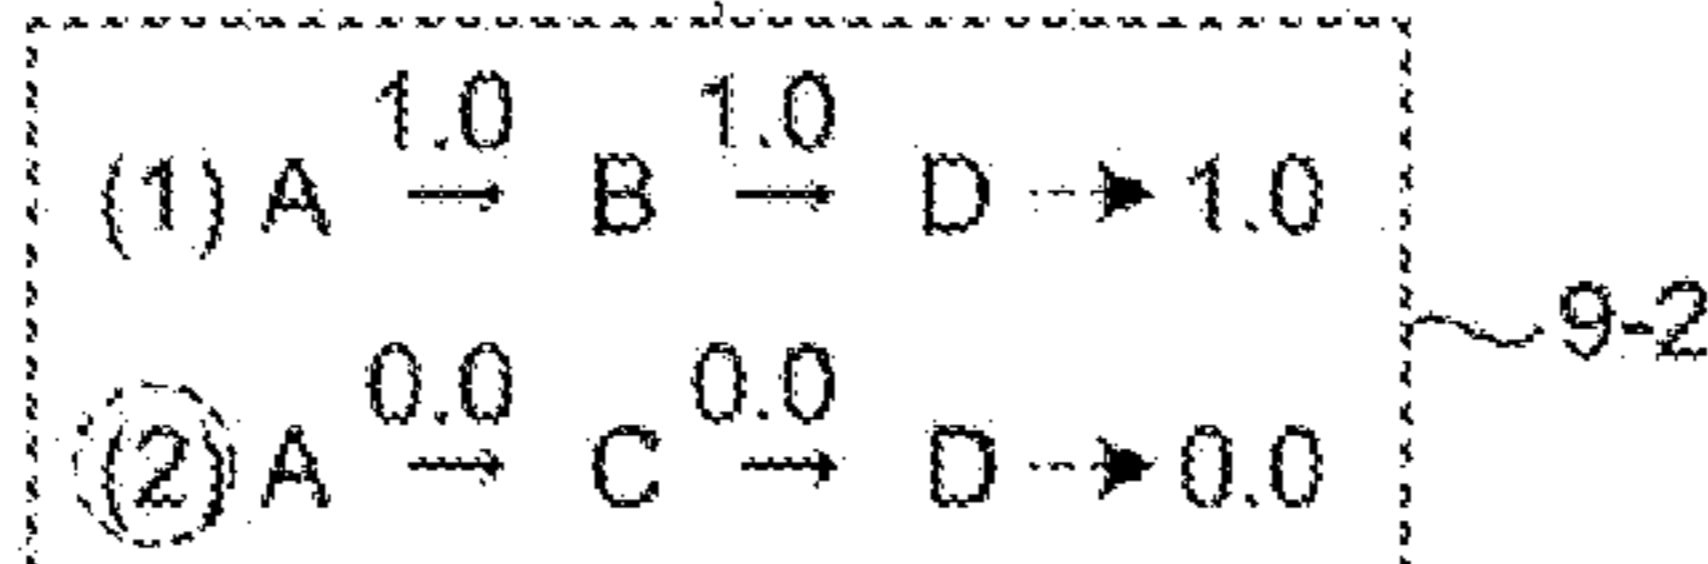 1.0 1.0
(1) A → B → D → 1.0
9-2
0.0 0.0
(2) A → C → D → 0.0